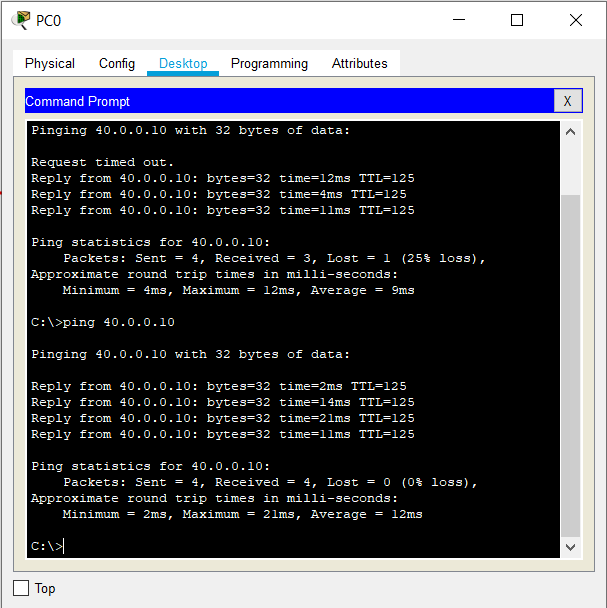 PC0
Physical Config Desktop Programming Attributes
Command Prompt X
Pinging 40.0.0.10 with 32 bytes of data:
Request timed out.
Reply from 40.0.0.10: bytes=32 time=12ms TTL=125
Reply from 40.0.0.10: bytes=32 time=4ms TTL=125
Reply from 40.0.0.10: bytes=32 time=11ms TTL=125
Ping statistics for 40.0.0.10:
Packets: Sent = 4, Received = 3, Lost = 1 (25% loss),
Approximate round trip times in milli-seconds:
Minimum = 4ms, Maximum = 12ms, Average = 9ms
C:\>ping 40.0.0.10
Pinging 40.0.0.10 with 32 bytes of data:
Reply from 40.0.0.10: bytes=32 time=2ms TTL=125
Reply from 40.0.0.10: bytes=32 time=14ms TTL=125
Reply from 40.0.0.10: bytes=32 time=21ms TTL=125
Reply from 40.0.0.10: bytes=32 time=11ms TTL=125
Ping statistics for 40.0.0.10:
Packets: Sent = 4, Received = 4, Lost = 0 (0% loss),
Approximate round trip times in milli-seconds:
Minimum = 2ms, Maximum = 21ms, Average = 12ms
C:\>
Top